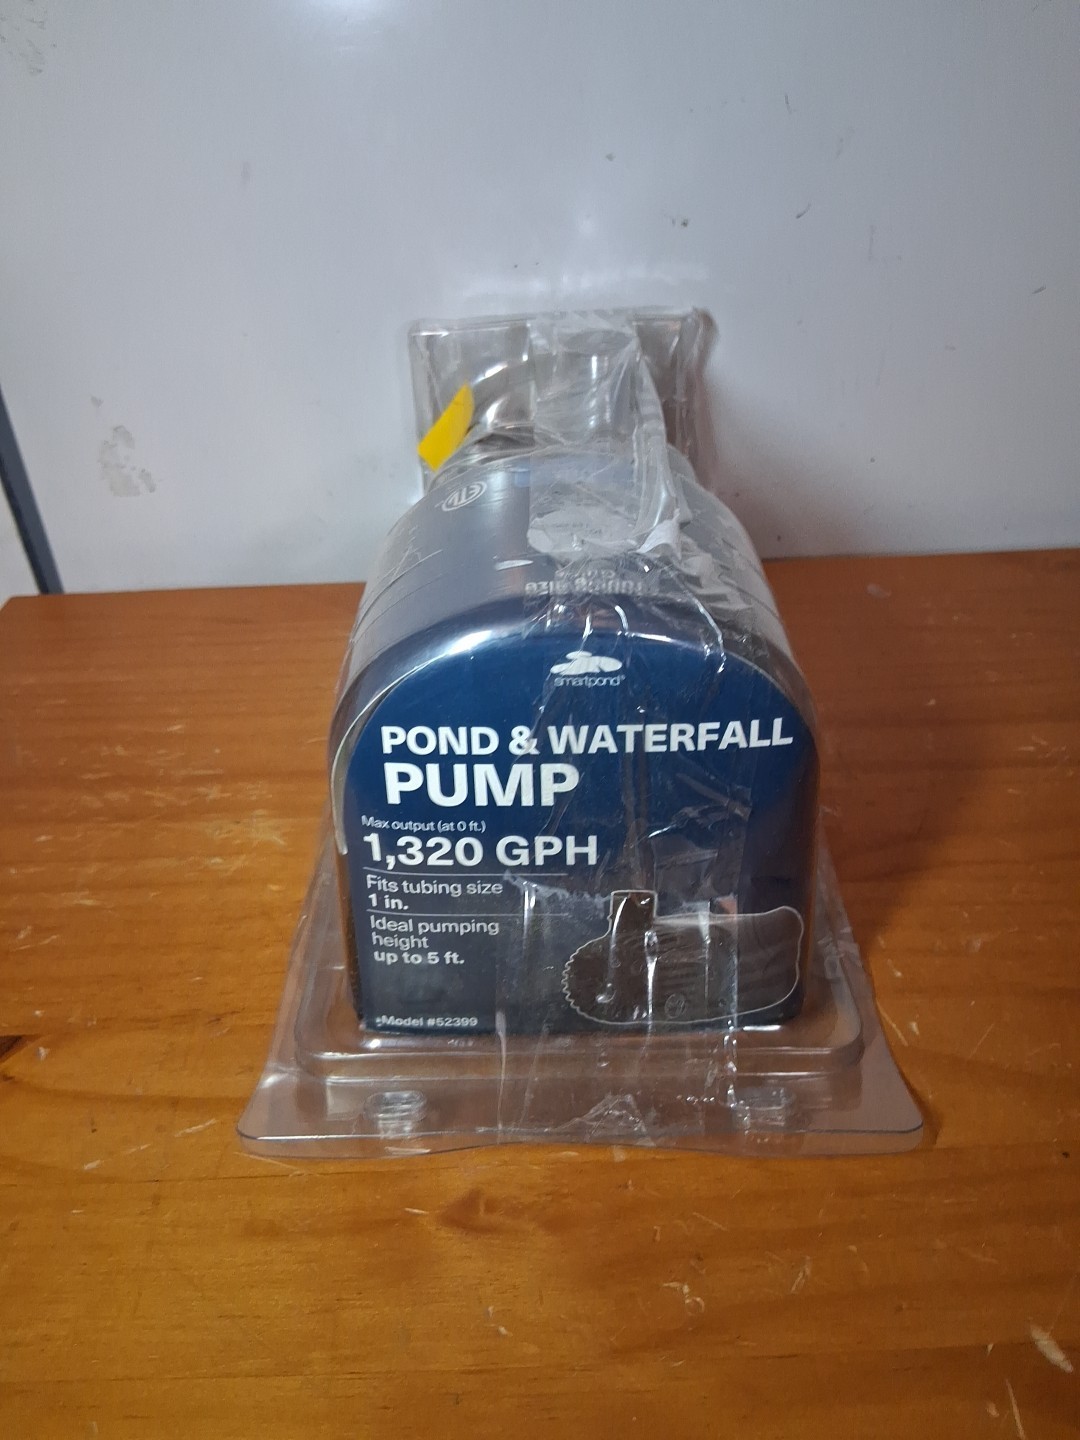 ETL
smartpond®
POND & WATERFALL
PUMP
Max output (at 0 ft.)
1,320 GPH
Fits tubing size
1 in.
Ideal pumping
height
up to 5 ft.
*Model #52399